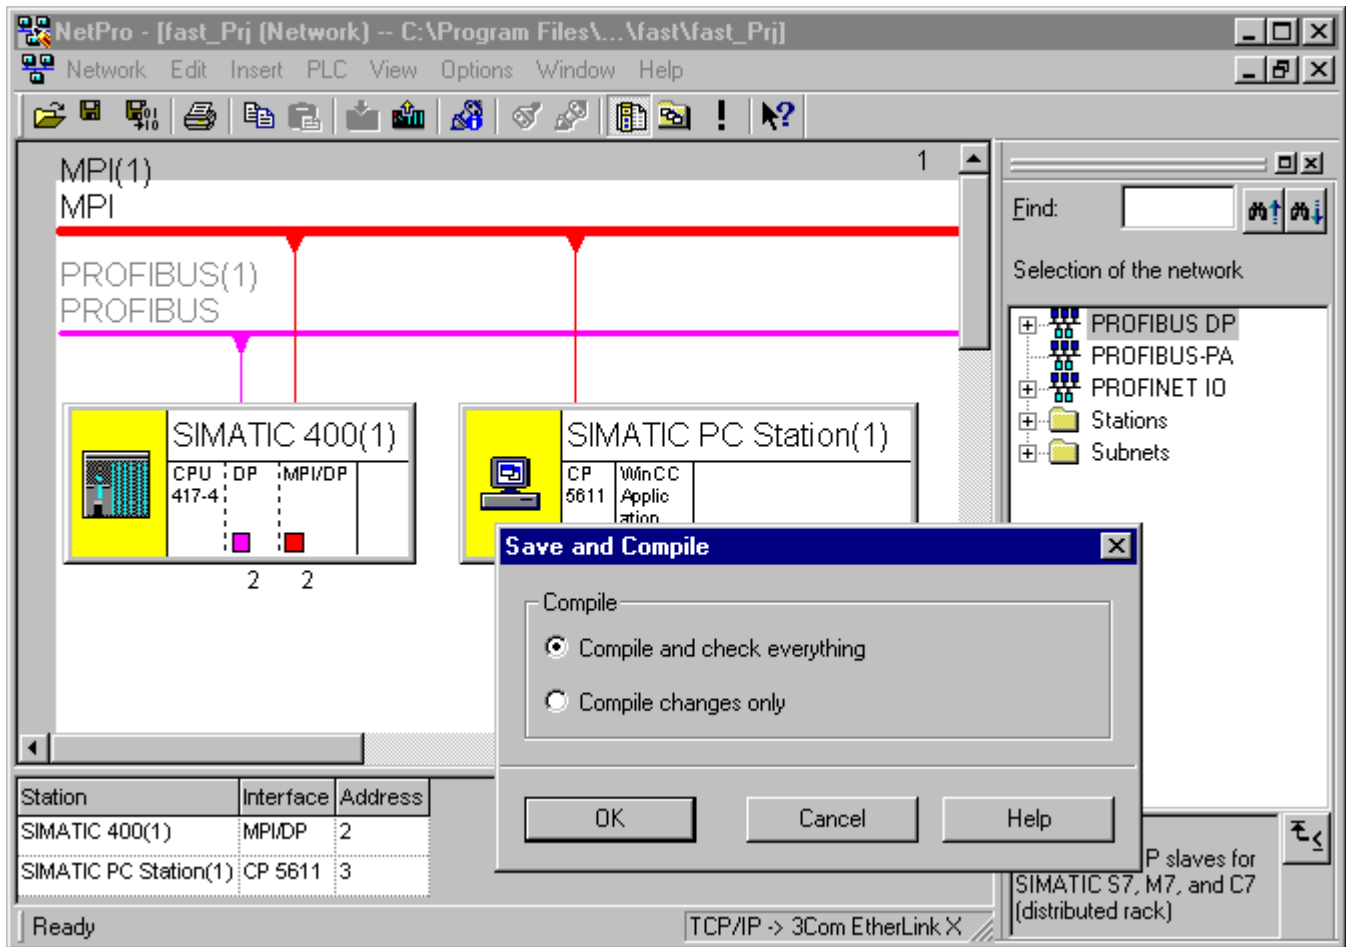 NetPro - [fast_Prj (Network) -- C:\Program Files\...\fast\fast_Prj]
Network Edit Insert PLC View Options Window Help
MPI(1)
MPI
1
PROFIBUS(1)
PROFIBUS
SIMATIC 400(1)
CPU DP MPI/DP
417-4
2 2
SIMATIC PC Station(1)
CP WinCC
5611 Applic
ation
Find:
Selection of the network
PROFIBUS DP
PROFIBUS-PA
PROFINET IO
Stations
Subnets
Save and Compile
Compile
Compile and check everything
Compile changes only
OK Cancel Help
Station Interface Address
SIMATIC 400(1) MPI/DP 2
SIMATIC PC Station(1) CP 5611 3
P slaves for
SIMATIC S7, M7, and C7
(distributed rack)
Ready
TCP/IP -> 3Com EtherLink X